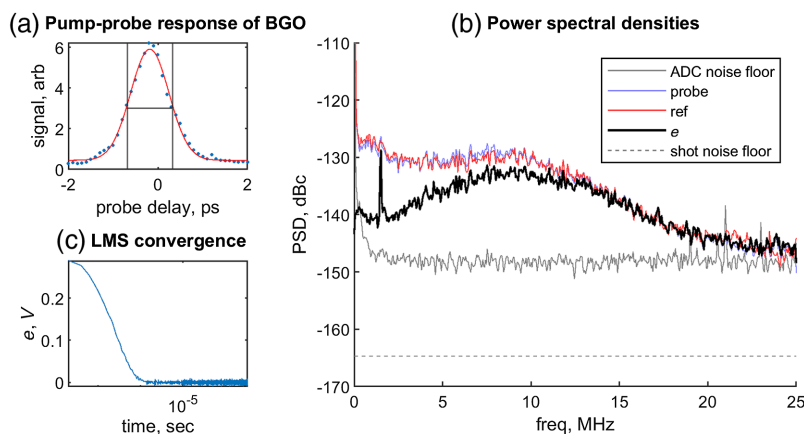 (a) Pump-probe response of BGO
signal, arb
6
4
2
0
-2 0 2
probe delay, ps
(b) Power spectral densities
PSD, dBc
-110
-120
-130
-140
-150
-160
-170
0 5 10 15 20 25
freq, MHz
ADC noise floor
probe
ref
e
shot noise floor
(c) LMS convergence
e, V
0.2
0.1
0
10-5
time, sec